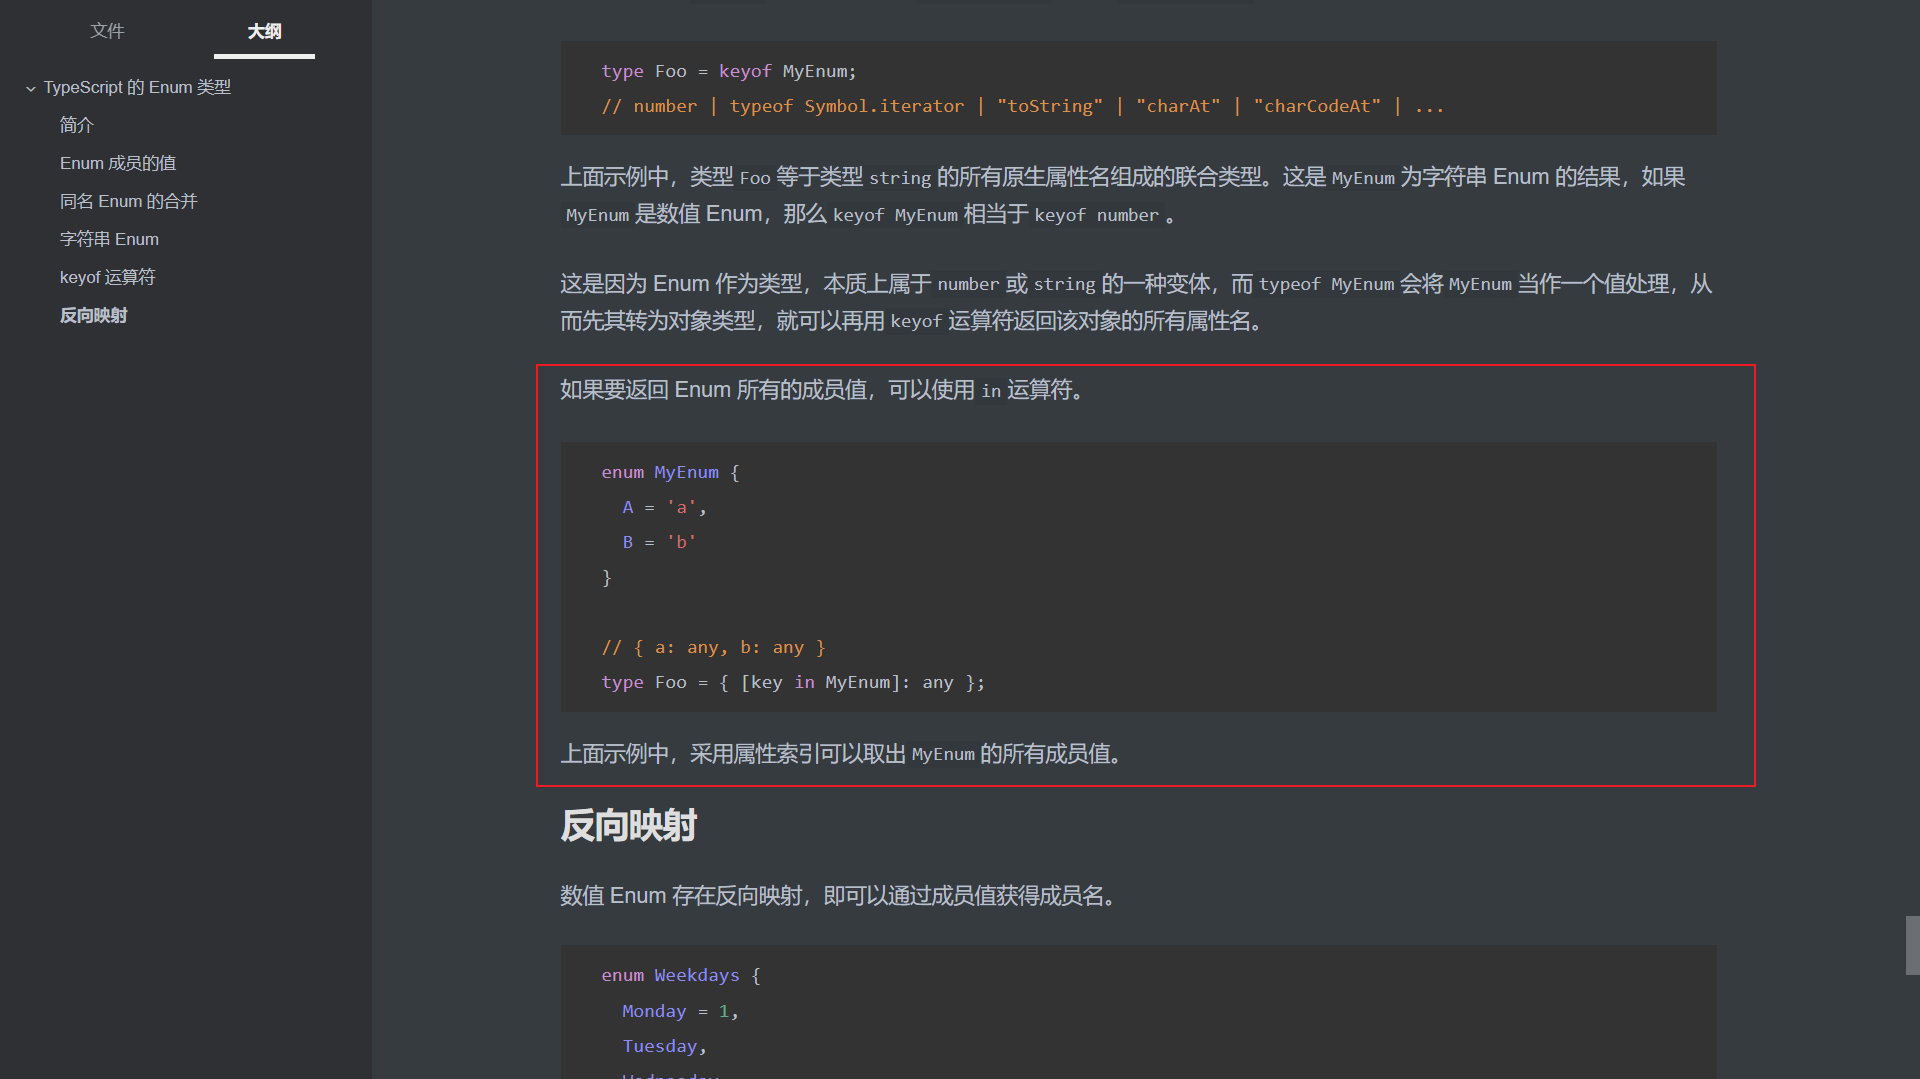 文件
大纲
TypeScript 的 Enum 类型
简介
Enum 成员的值
同名 Enum 的合并
字符串 Enum
keyof 运算符
反向映射
type Foo = keyof MyEnum;
// number | typeof Symbol.iterator | "toString" | "charAt" | "charCodeAt" | ...
上面示例中，类型 Foo 等于类型 string 的所有原生属性名组成的联合类型。这是 MyEnum 为字符串 Enum 的结果，如果
MyEnum 是数值 Enum，那么 keyof MyEnum 相当于 keyof number 。
这是因为 Enum 作为类型，本质上属于 number 或 string 的一种变体，而 typeof MyEnum 会将 MyEnum 当作一个值处理，从
而先其转为对象类型，就可以再用 keyof 运算符返回该对象的所有属性名。
如果要返回 Enum 所有的成员值，可以使用 in 运算符。
enum MyEnum {
A = 'a',
B = 'b'
}
// { a: any, b: any }
type Foo = { [key in MyEnum]: any };
上面示例中，采用属性索引可以取出 MyEnum 的所有成员值。
反向映射
数值 Enum 存在反向映射，即可以通过成员值获得成员名。
enum Weekdays {
Monday = 1,
Tuesday,